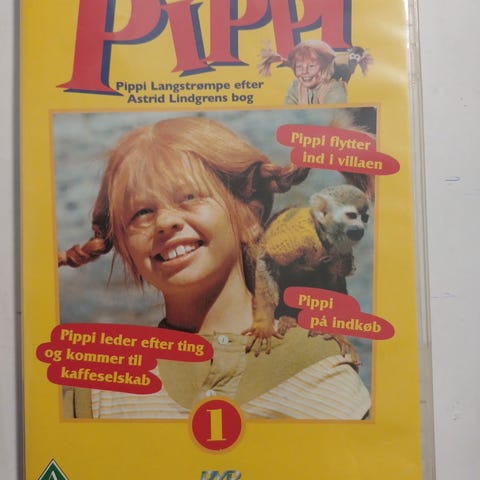 Pippi
Pippi Langstrømpe efter
Astrid Lindgrens bog
Pippi flytter
ind i villaen
Pippi
på indkøb
Pippi leder efter ting
og kommer til
kaffeselskab
1
A